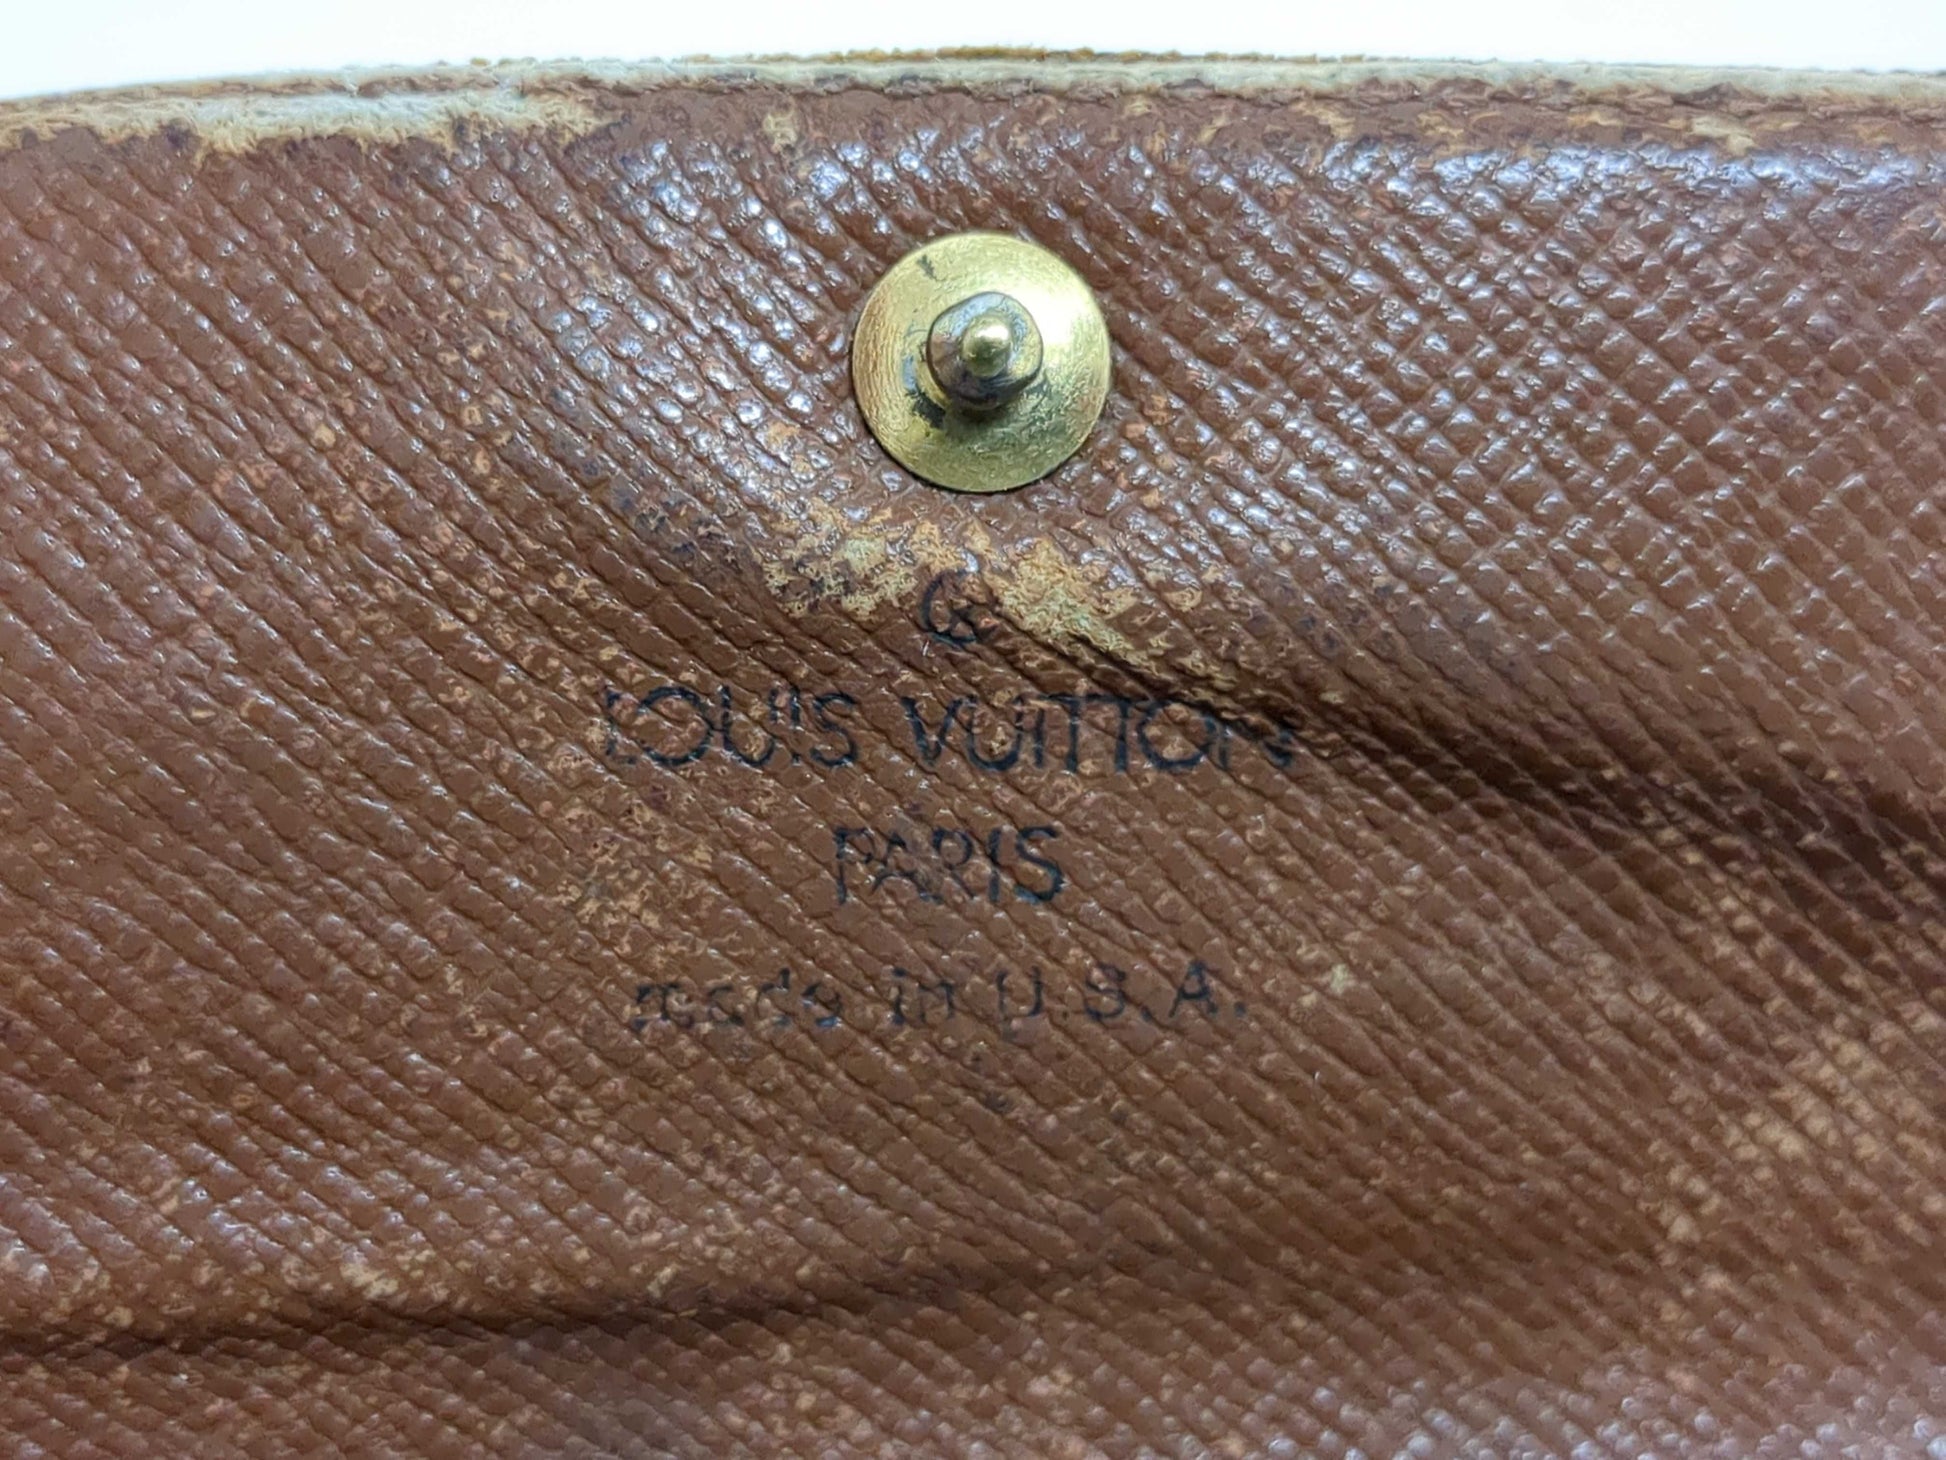 ®
LOUIS VUITTON
PARIS
made in U.S.A.